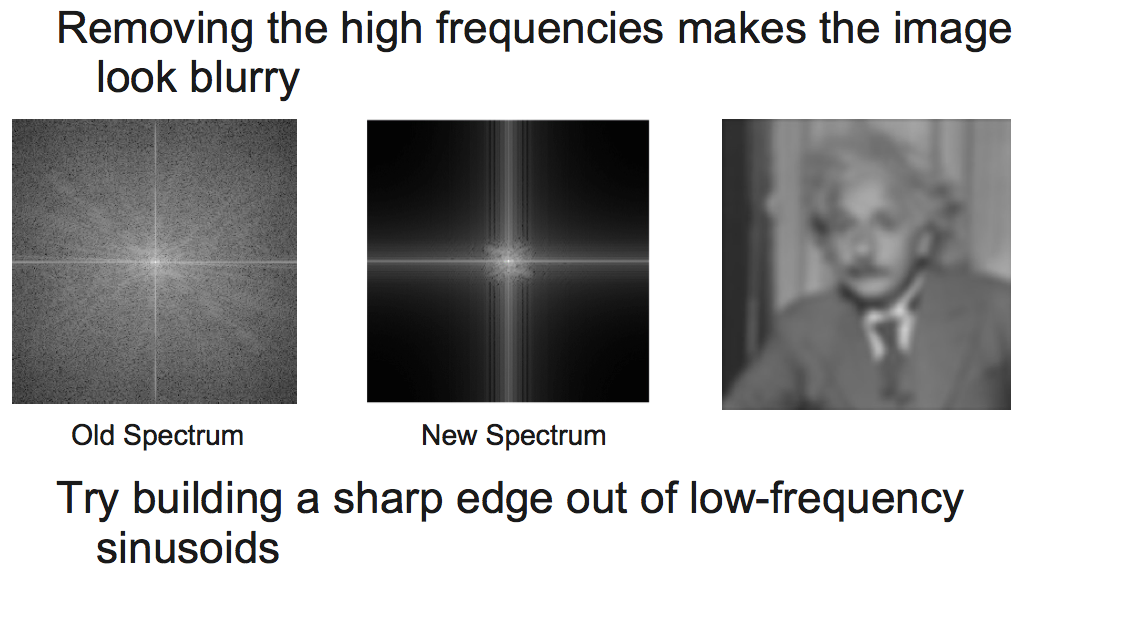 Removing the high frequencies makes the image
look blurry
Old Spectrum
New Spectrum
Try building a sharp edge out of low-frequency
sinusoids